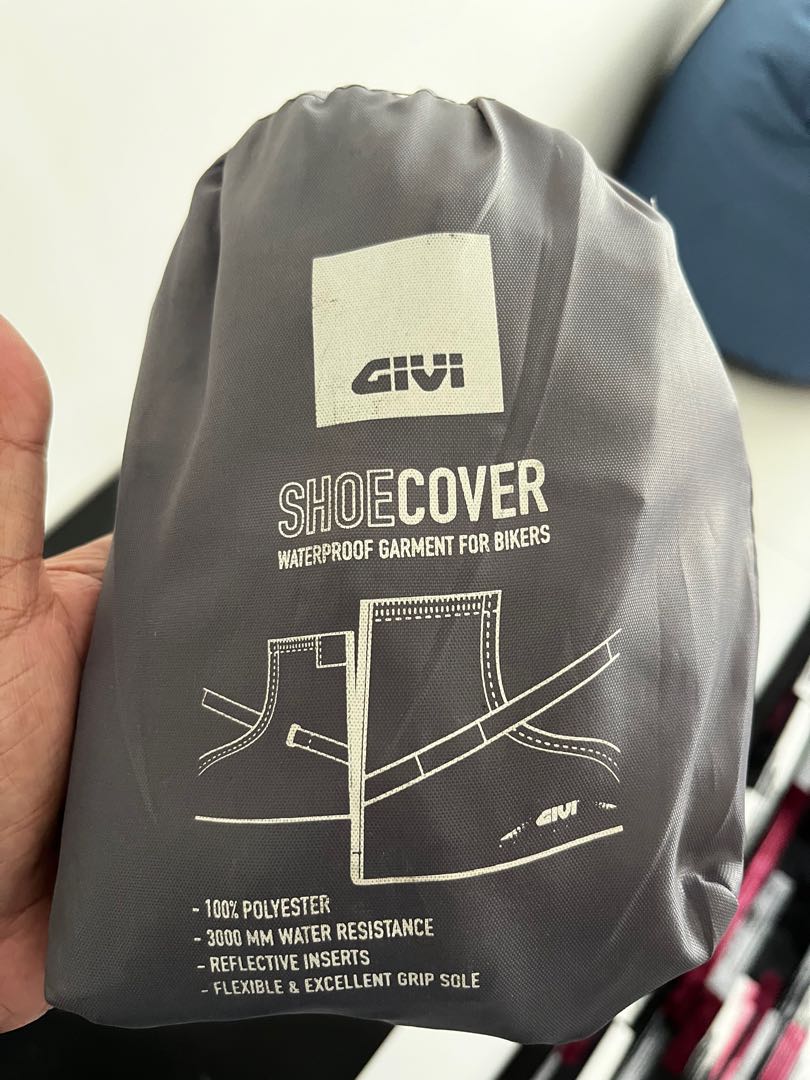 GIVI
SHOECOVER
WATERPROOF GARMENT FOR BIKERS
GIVI
- 100% POLYESTER
- 3000 MM WATER RESISTANCE
- REFLECTIVE INSERTS
- FLEXIBLE & EXCELLENT GRIP SOLE